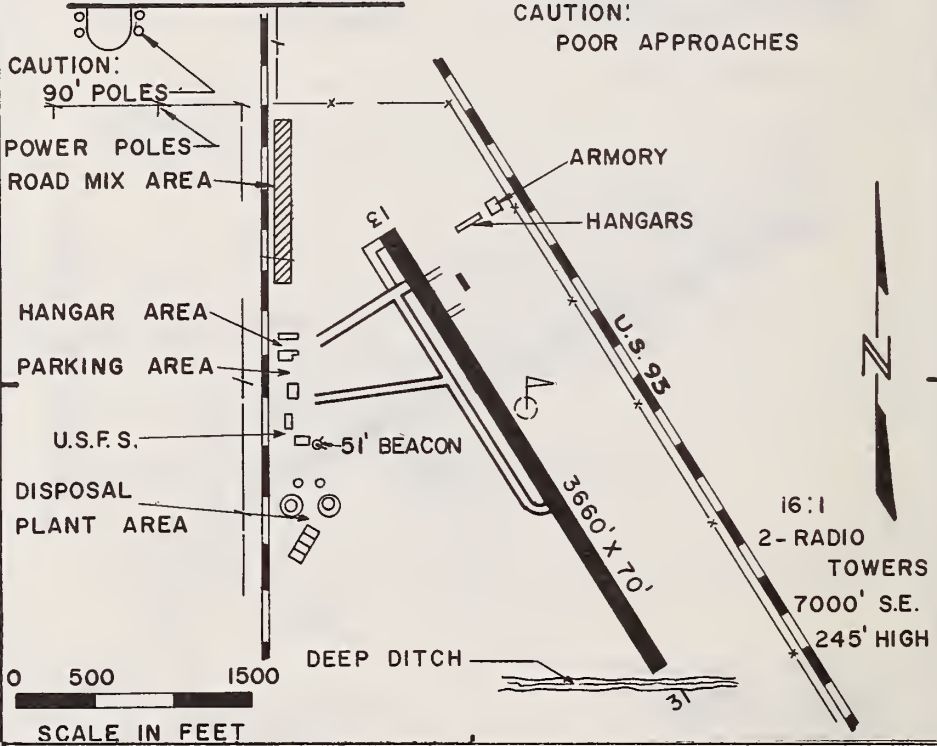 CAUTION:
POOR APPROACHES
CAUTION:
90' POLES
POWER POLES
ROAD MIX AREA
ARMORY
HANGARS
13
HANGAR AREA
PARKING AREA
U.S. 93
N
U.S.F.S.
51' BEACON
DISPOSAL
PLANT AREA
3660' X 70'
16:1
2-RADIO
TOWERS
7000' S.E.
245' HIGH
DEEP DITCH
31
0 500 1500
SCALE IN FEET